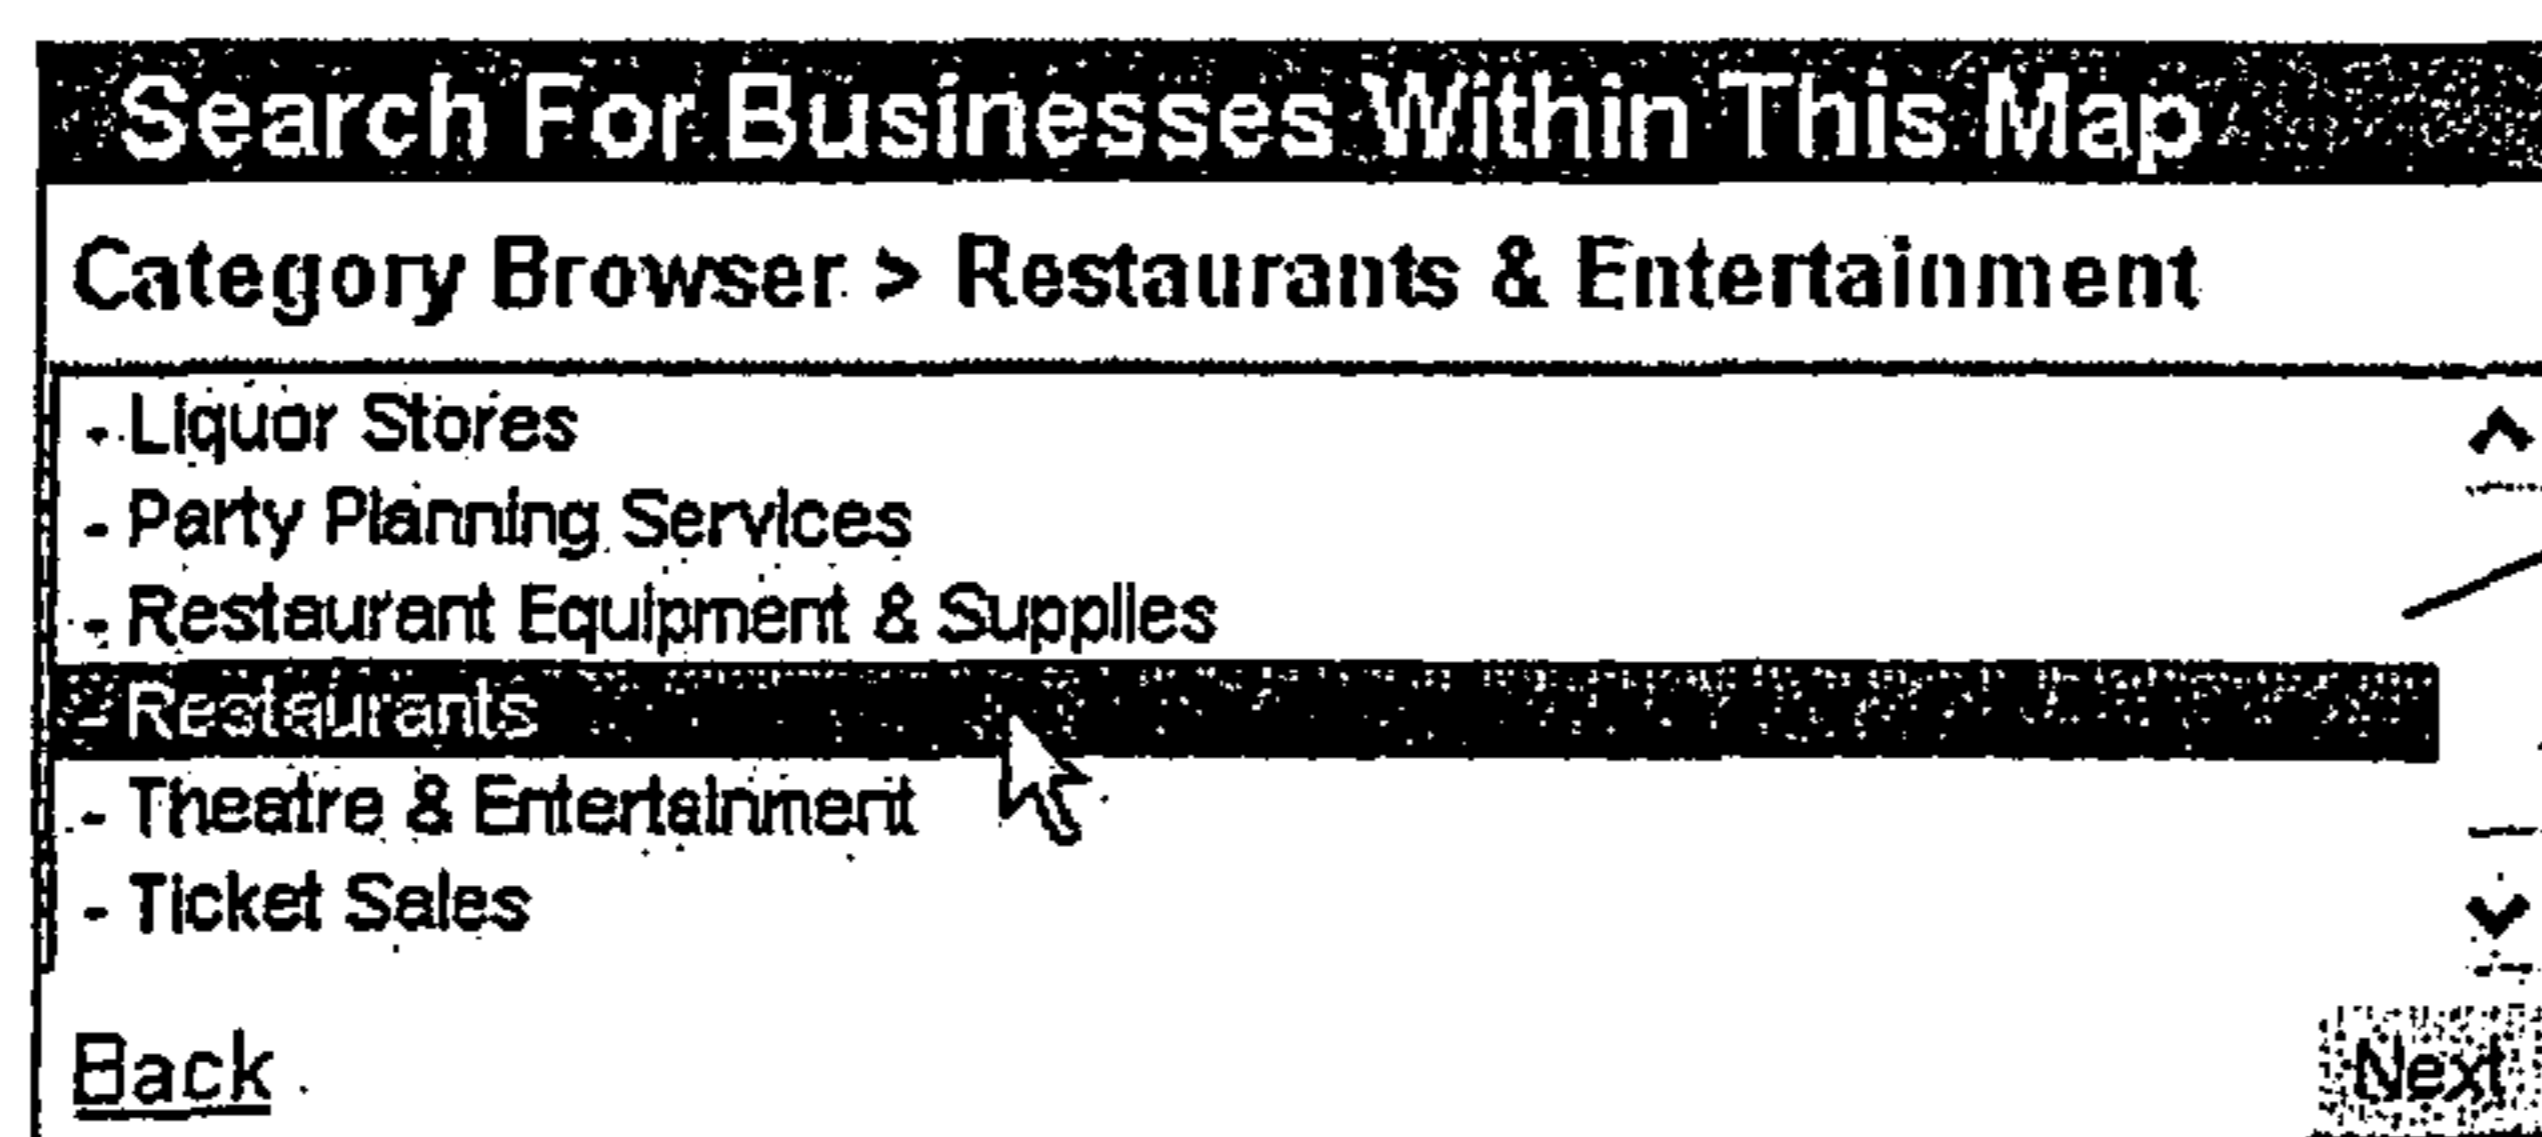 Search For Businesses Within This Map
Category Browser > Restaurants & Entertainment
- Liquor Stores
- Party Planning Services
- Restaurant Equipment & Supplies
- Restaurants
- Theatre & Entertainment
- Ticket Sales
Back
Next